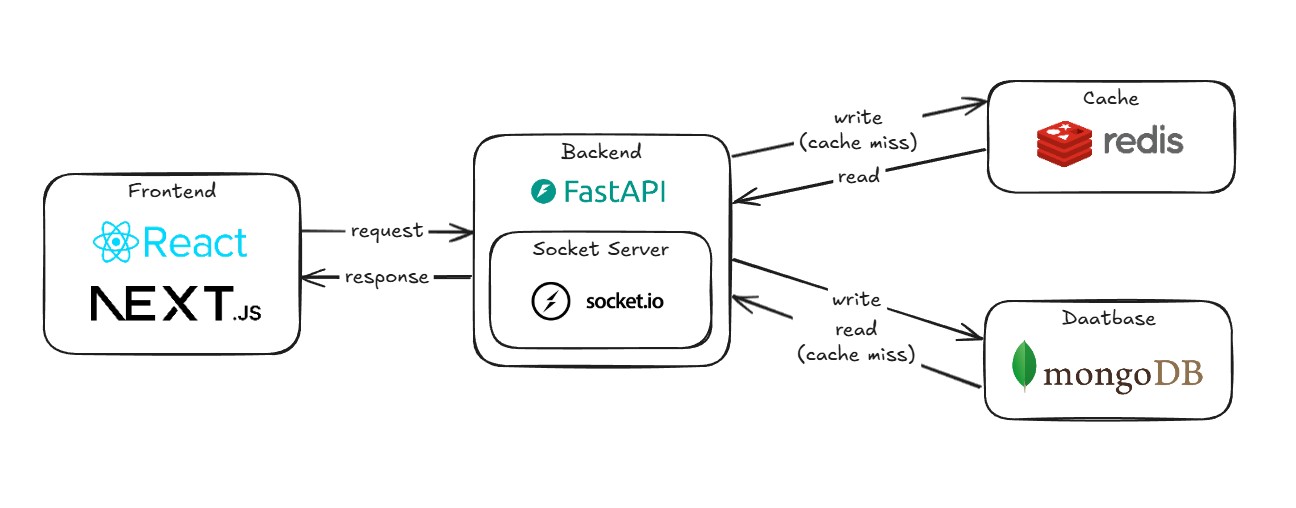 Frontend
React
NEXT.JS
request
response
Backend
FastAPI
Socket Server
socket.io
write
(cache miss)
read
Cache
redis
write
read
(cache miss)
Daatbase
mongoDB